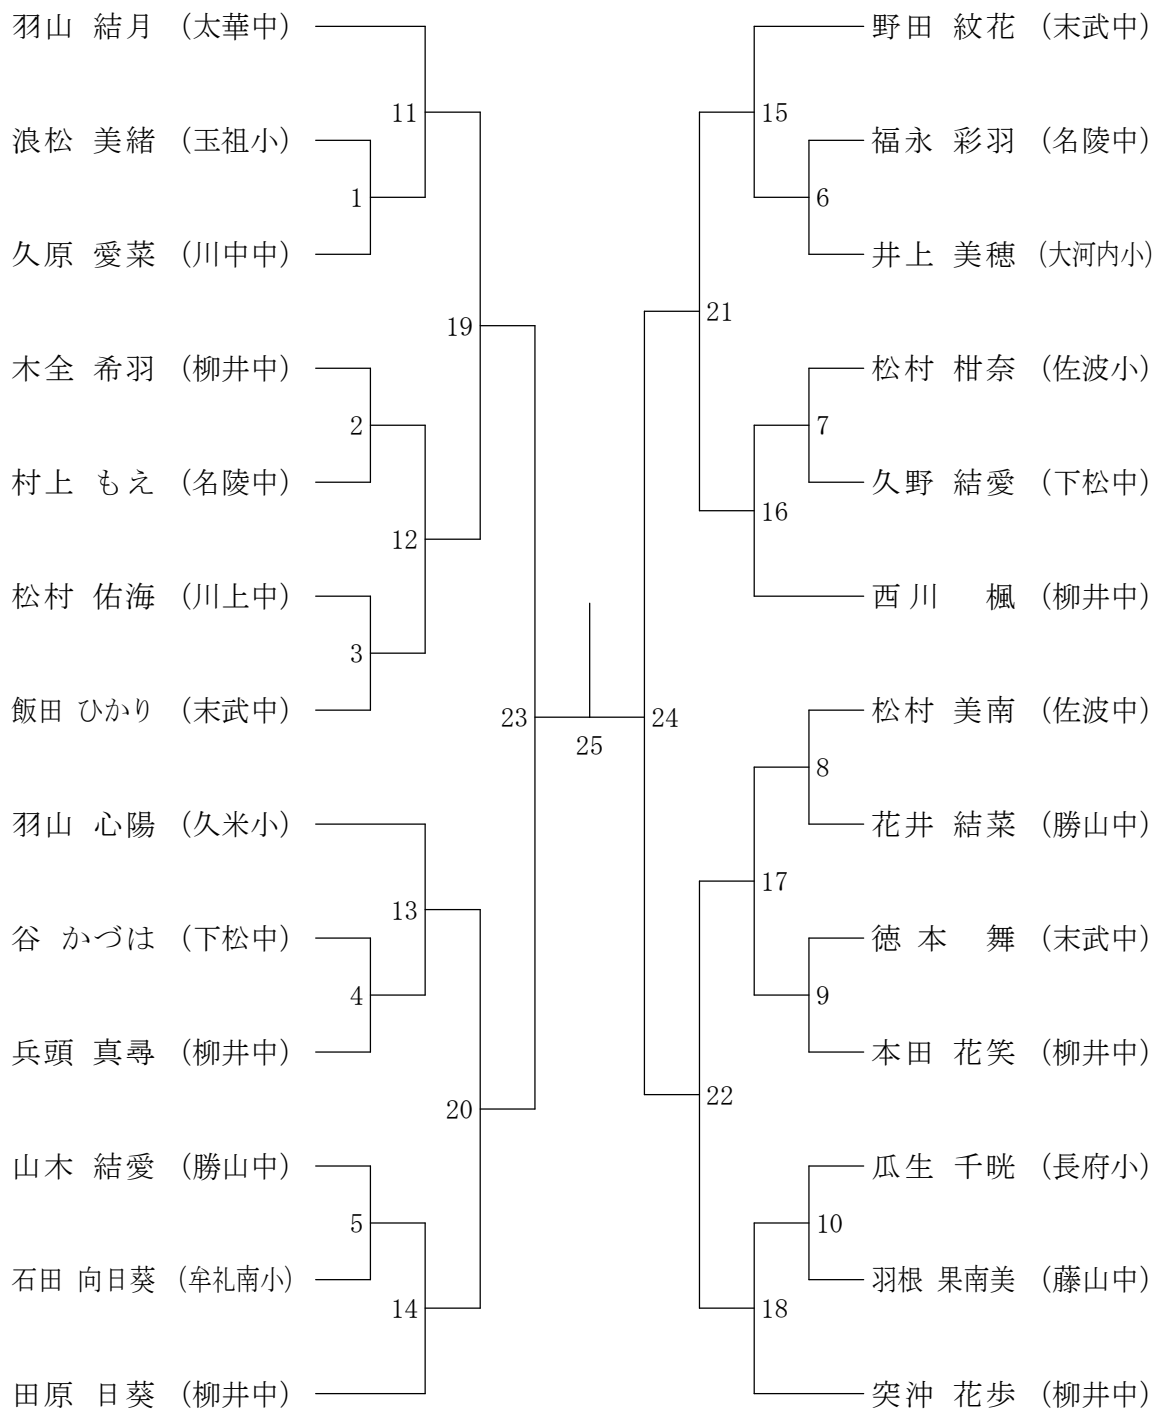 羽山 結月 (太華中)
浪松 美緒 (玉祖小)
久原 愛菜 (川中中)
木全 希羽 (柳井中)
村上 もえ (名陵中)
松村 佑海 (川上中)
飯田 ひかり (末武中)
羽山 心陽 (久米小)
谷 かづは (下松中)
兵頭 真尋 (柳井中)
山木 結愛 (勝山中)
石田 向日葵 (牟礼南小)
田原 日葵 (柳井中)
1
2
3
4
5
11
12
13
14
19
20
23
25
24
21
22
15
16
17
18
6
7
8
9
10
野田 紋花 (末武中)
福永 彩羽 (名陵中)
井上 美穂 (大河内小)
松村 柑奈 (佐波小)
久野 結愛 (下松中)
西川 楓 (柳井中)
松村 美南 (佐波中)
花井 結菜 (勝山中)
徳本 舞 (末武中)
本田 花笑 (柳井中)
瓜生 千晄 (長府小)
羽根 果南美 (藤山中)
突沖 花歩 (柳井中)